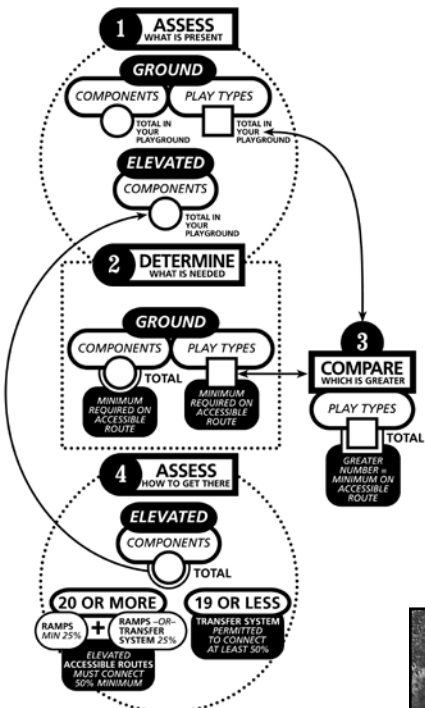 1 ASSESS
WHAT IS PRESENT
GROUND
COMPONENTS
PLAY TYPES
TOTAL IN
YOUR
PLAYGROUND
TOTAL IN
YOUR
PLAYGROUND
ELEVATED
COMPONENTS
TOTAL IN
YOUR
PLAYGROUND
2 DETERMINE
WHAT IS NEEDED
GROUND
COMPONENTS
PLAY TYPES
TOTAL
MINIMUM
REQUIRED ON
ACCESSIBLE
ROUTE
MINIMUM
REQUIRED ON
ACCESSIBLE
ROUTE
3
COMPARE
WHICH IS GREATER
PLAY TYPES
TOTAL
GREATER
NUMBER =
MINIMUM ON
ACCESSIBLE
ROUTE
4 ASSESS
HOW TO GET THERE
ELEVATED
COMPONENTS
TOTAL
20 OR MORE
RAMPS
MIN 25%
+
RAMPS –OR–
TRANSFER
SYSTEM 25%
ELEVATED
ACCESSIBLE ROUTES
MUST CONNECT
50% MINIMUM
19 OR LESS
TRANSFER SYSTEM
PERMITTED
TO CONNECT
AT LEAST 50%